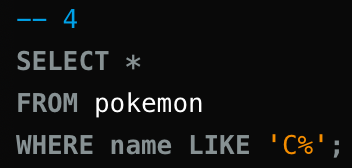 -- 4
SELECT *
FROM pokemon
WHERE name LIKE 'C%';